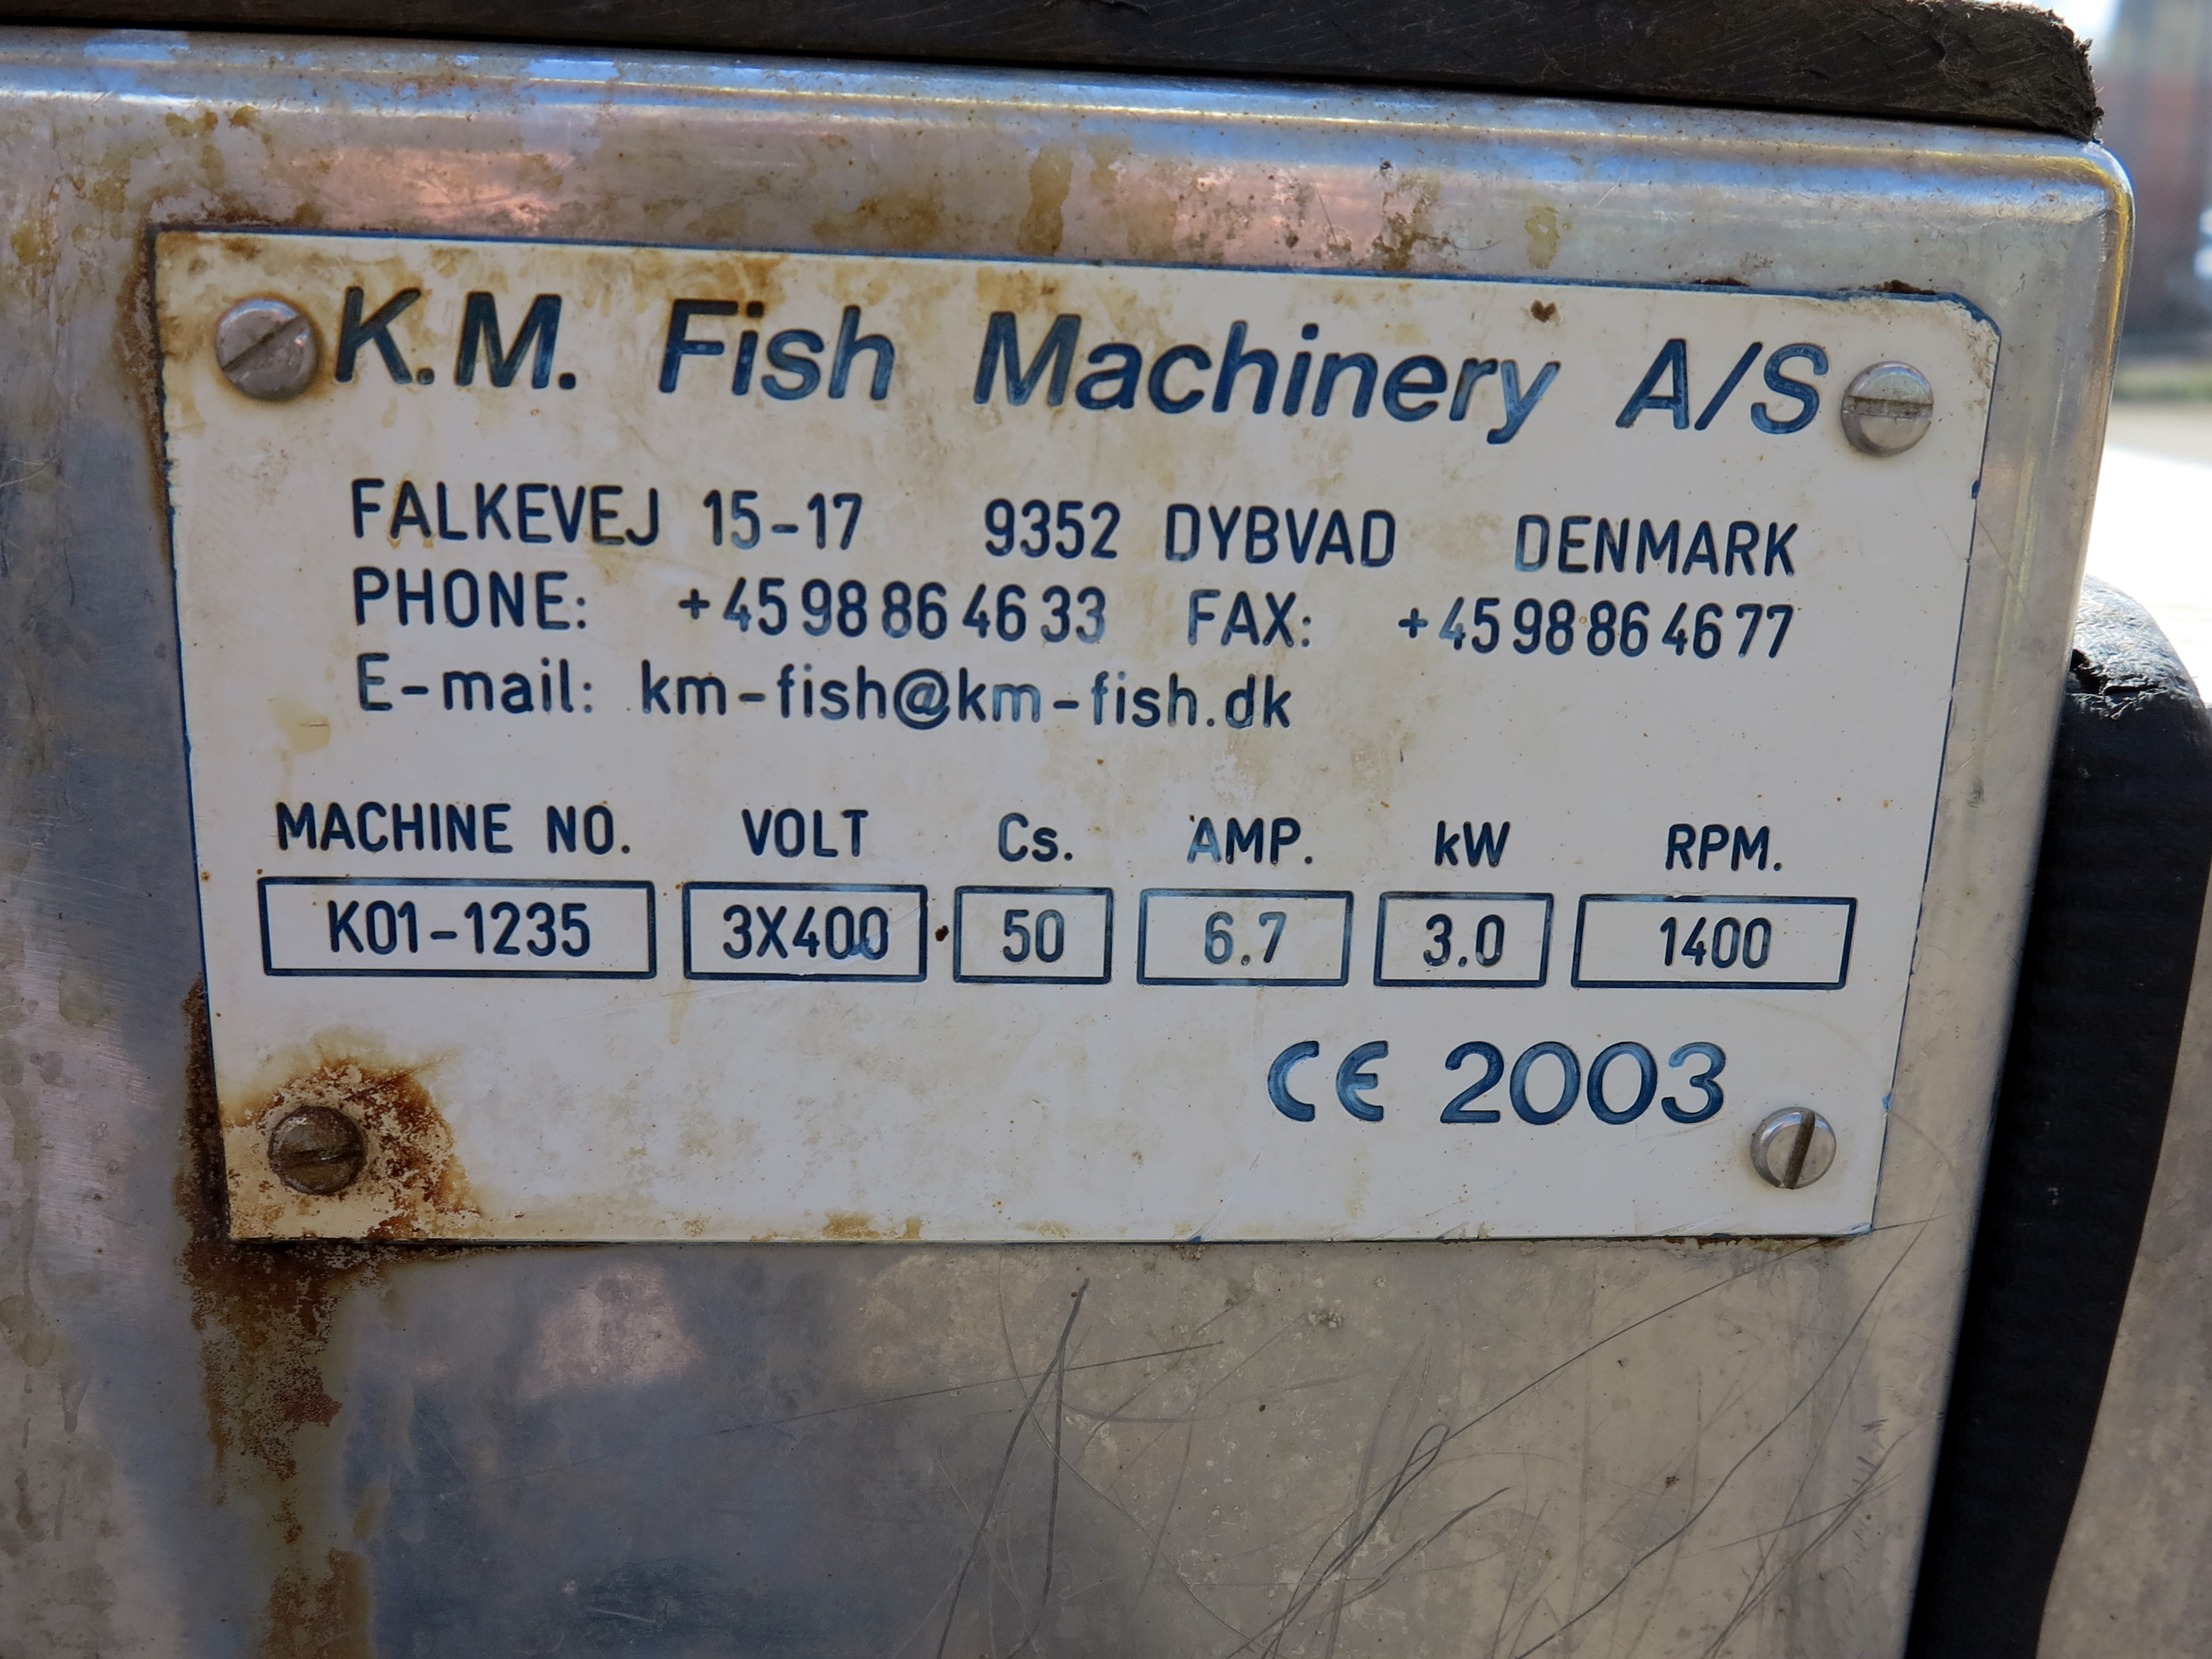 K.M. Fish Machinery A/S
FALKEVEJ 15-17 9352 DYBVAD DENMARK
PHONE: +45 98 86 46 33 FAX: +45 98 86 46 77
E-mail: km-fish@km-fish.dk
MACHINE NO. VOLT Cs. AMP. kW RPM.
K01-1235 3X400 50 6.7 3.0 1400
CE 2003